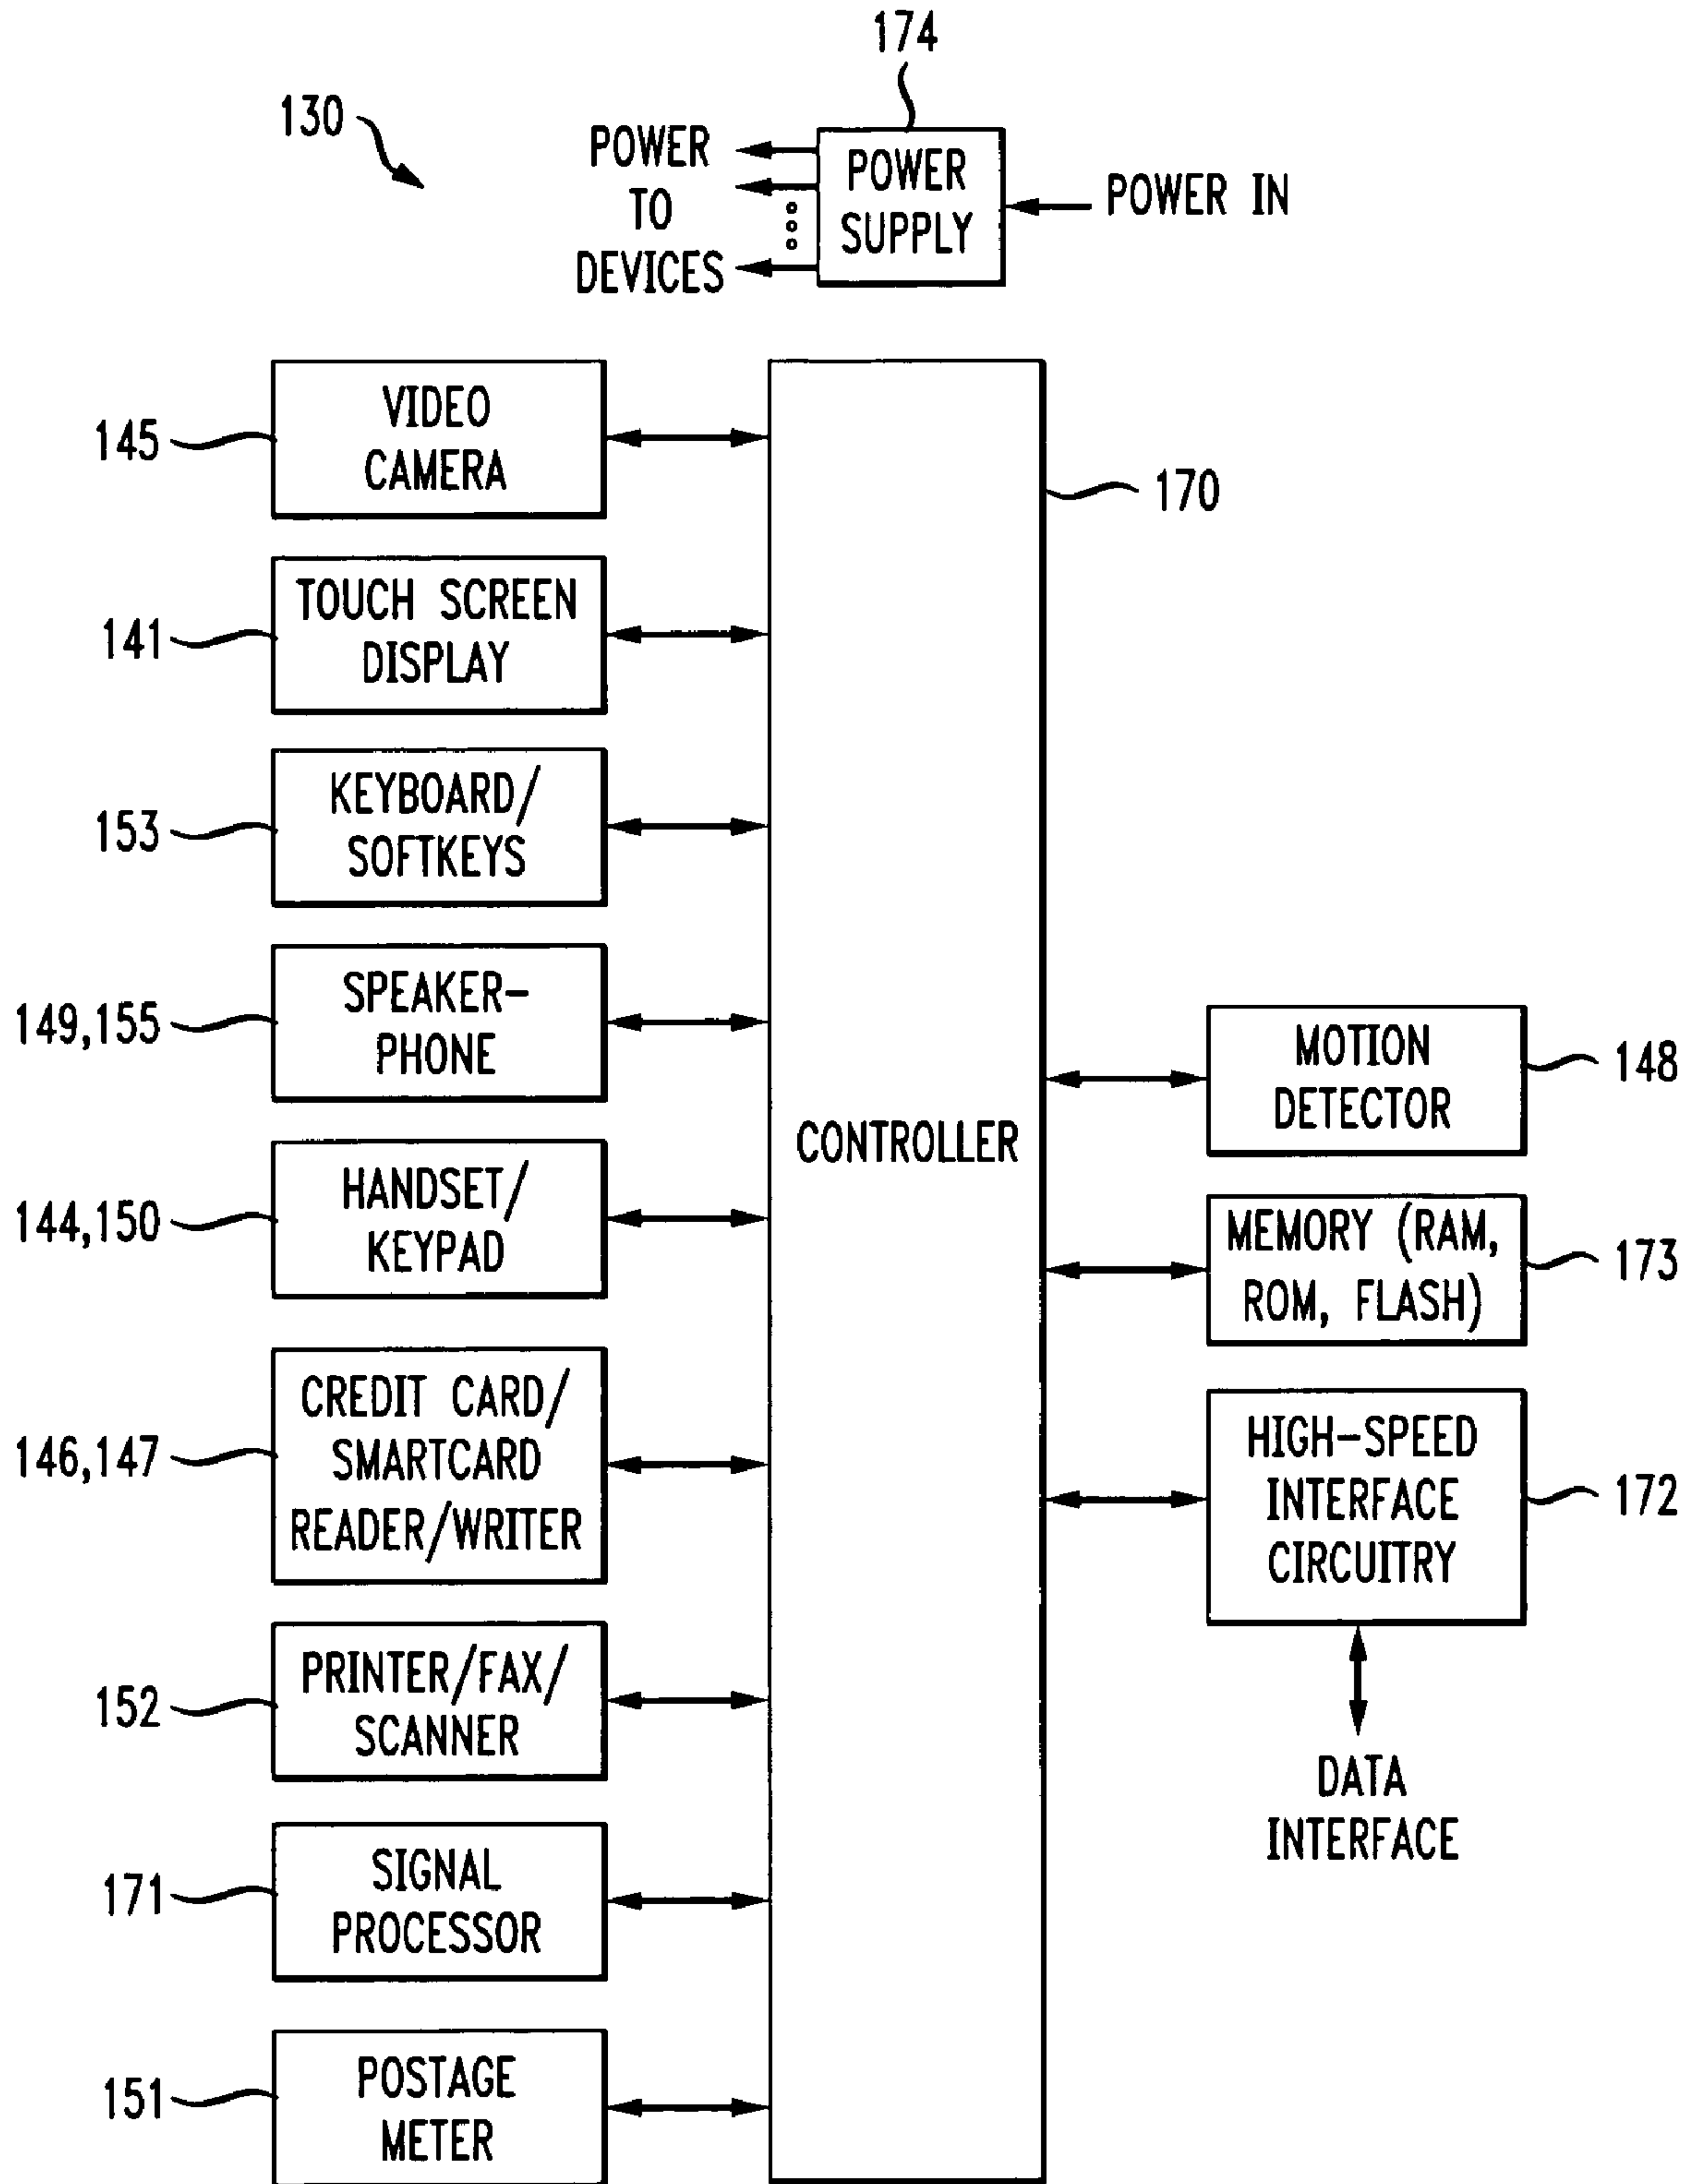 174
130
POWER
TO
DEVICES
POWER
SUPPLY
POWER IN
VIDEO
CAMERA
145
170
TOUCH SCREEN
DISPLAY
141
KEYBOARD/
SOFTKEYS
153
SPEAKER-
PHONE
149,155
MOTION
DETECTOR
148
CONTROLLER
HANDSET/
KEYPAD
144,150
MEMORY (RAM,
ROM, FLASH)
173
CREDIT CARD/
SMARTCARD
READER/WRITER
146,147
HIGH-SPEED
INTERFACE
CIRCUITRY
172
PRINTER/FAX/
SCANNER
152
DATA
INTERFACE
SIGNAL
PROCESSOR
171
POSTAGE
METER
151